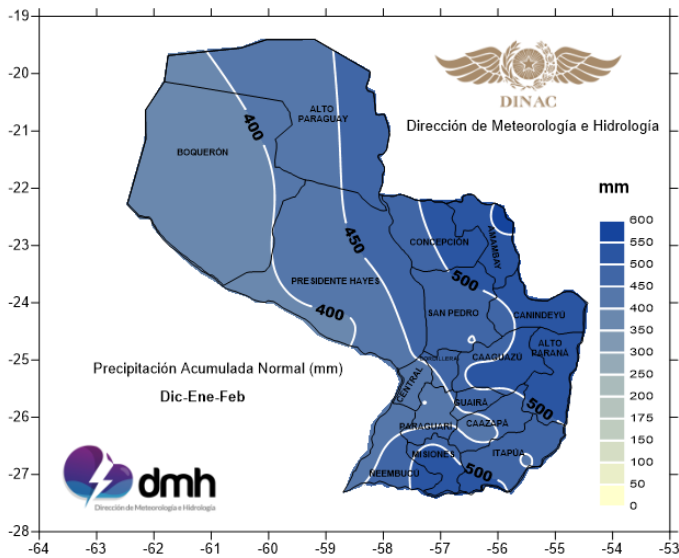 -19
-20
-21
-22
-23
-24
-25
-26
-27
-28
-64
-63
-62
-61
-60
-59
-58
-57
-56
-55
-54
-53
DINAC
Dirección de Meteorología e Hidrología
ALTO
PARAGUAY
400
BOQUERÓN
450
CONCEPCIÓN
AMAMBAY
PRESIDENTE HAYES
500
400
SAN PEDRO
CANINDEYÚ
ALTO
PARANÁ
CORDILLERA
CAAGUAZÚ
CENTRAL
GUAIRÁ
500
PARAGUARÍ
CAAZAPÁ
MISIONES
ITAPÚA
ÑEEMBUCÚ
500
mm
600
550
500
450
400
350
300
250
200
175
150
100
50
0
Precipitación Acumulada Normal (mm)
Dic-Ene-Feb
dmh
Dirección de Meteorología e Hidrología